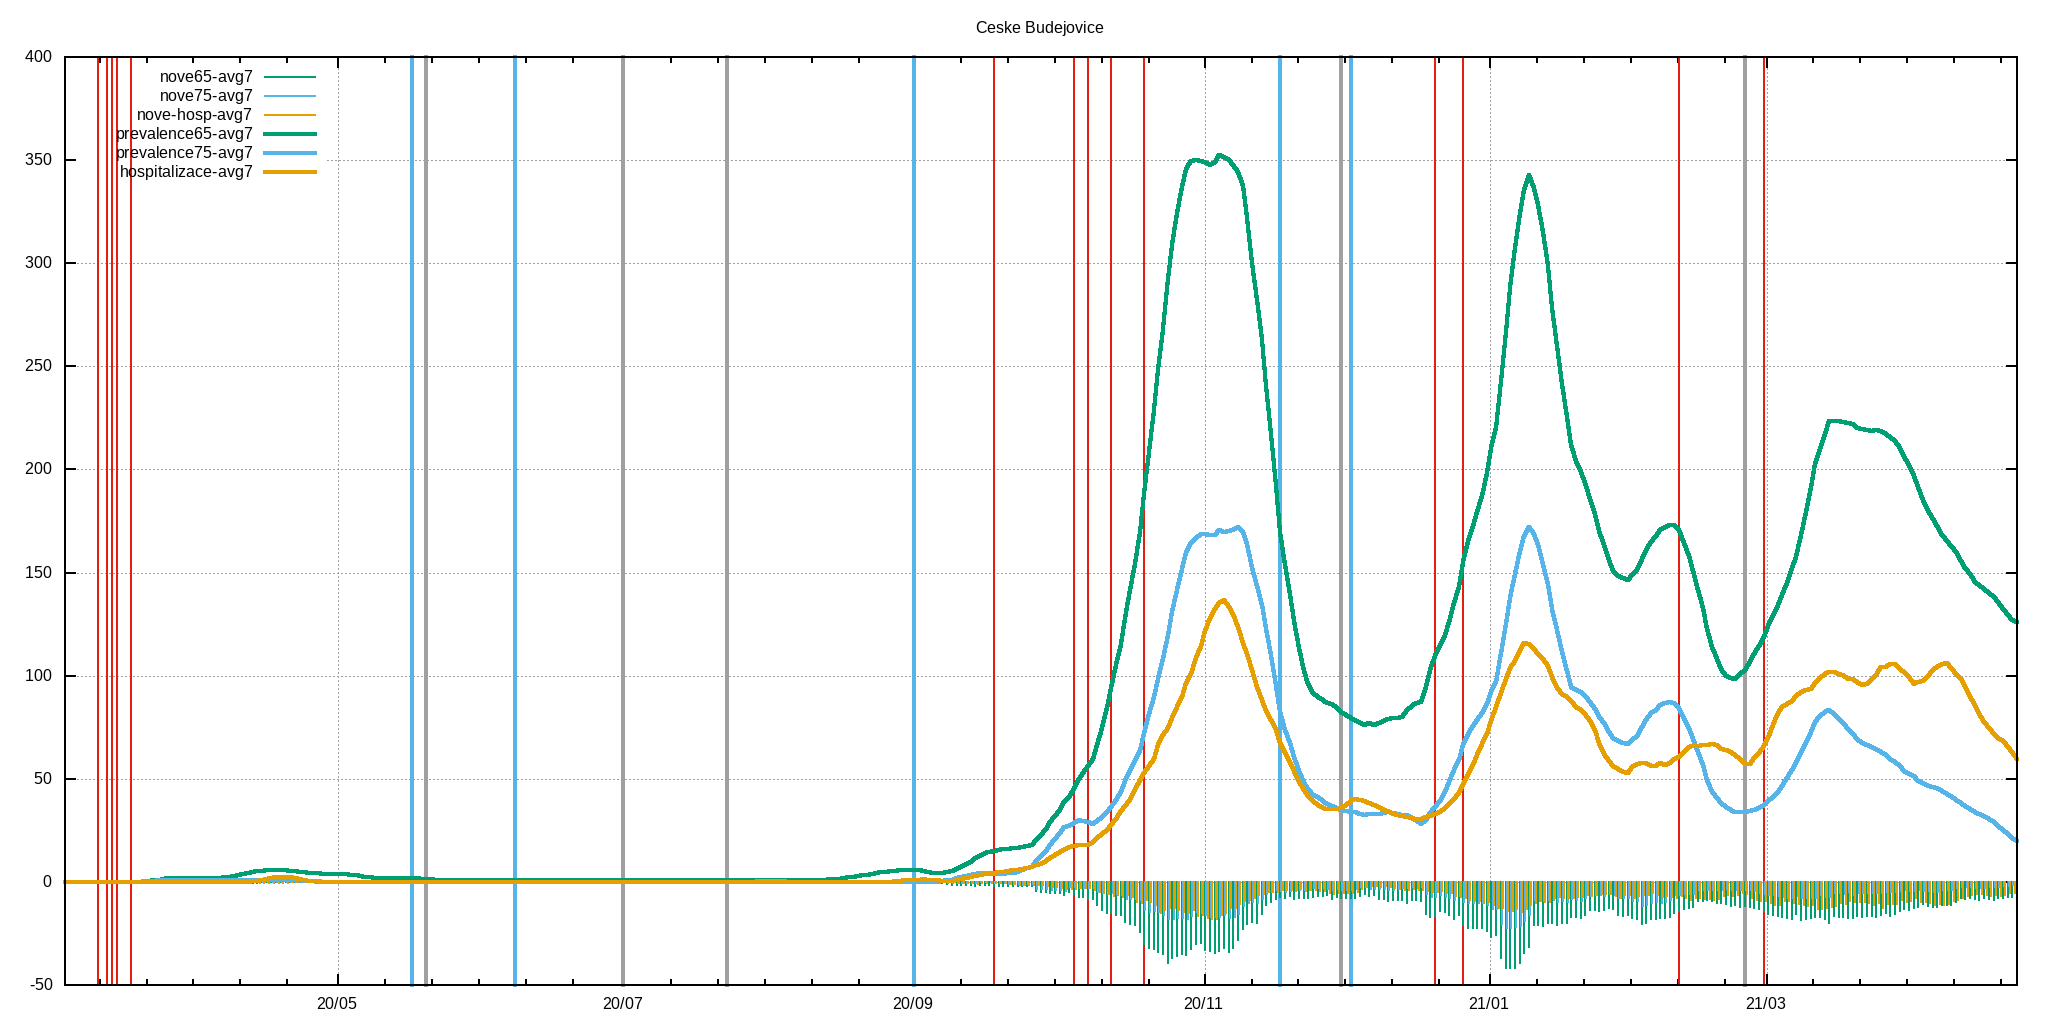 Ceske Budejovice
400
350
300
250
200
150
100
50
0
-50
nove65-avg7
nove75-avg7
nove-hosp-avg7
prevalence65-avg7
prevalence75-avg7
hospitalizace-avg7
20/05 20/07 20/09 20/11 21/01 21/03